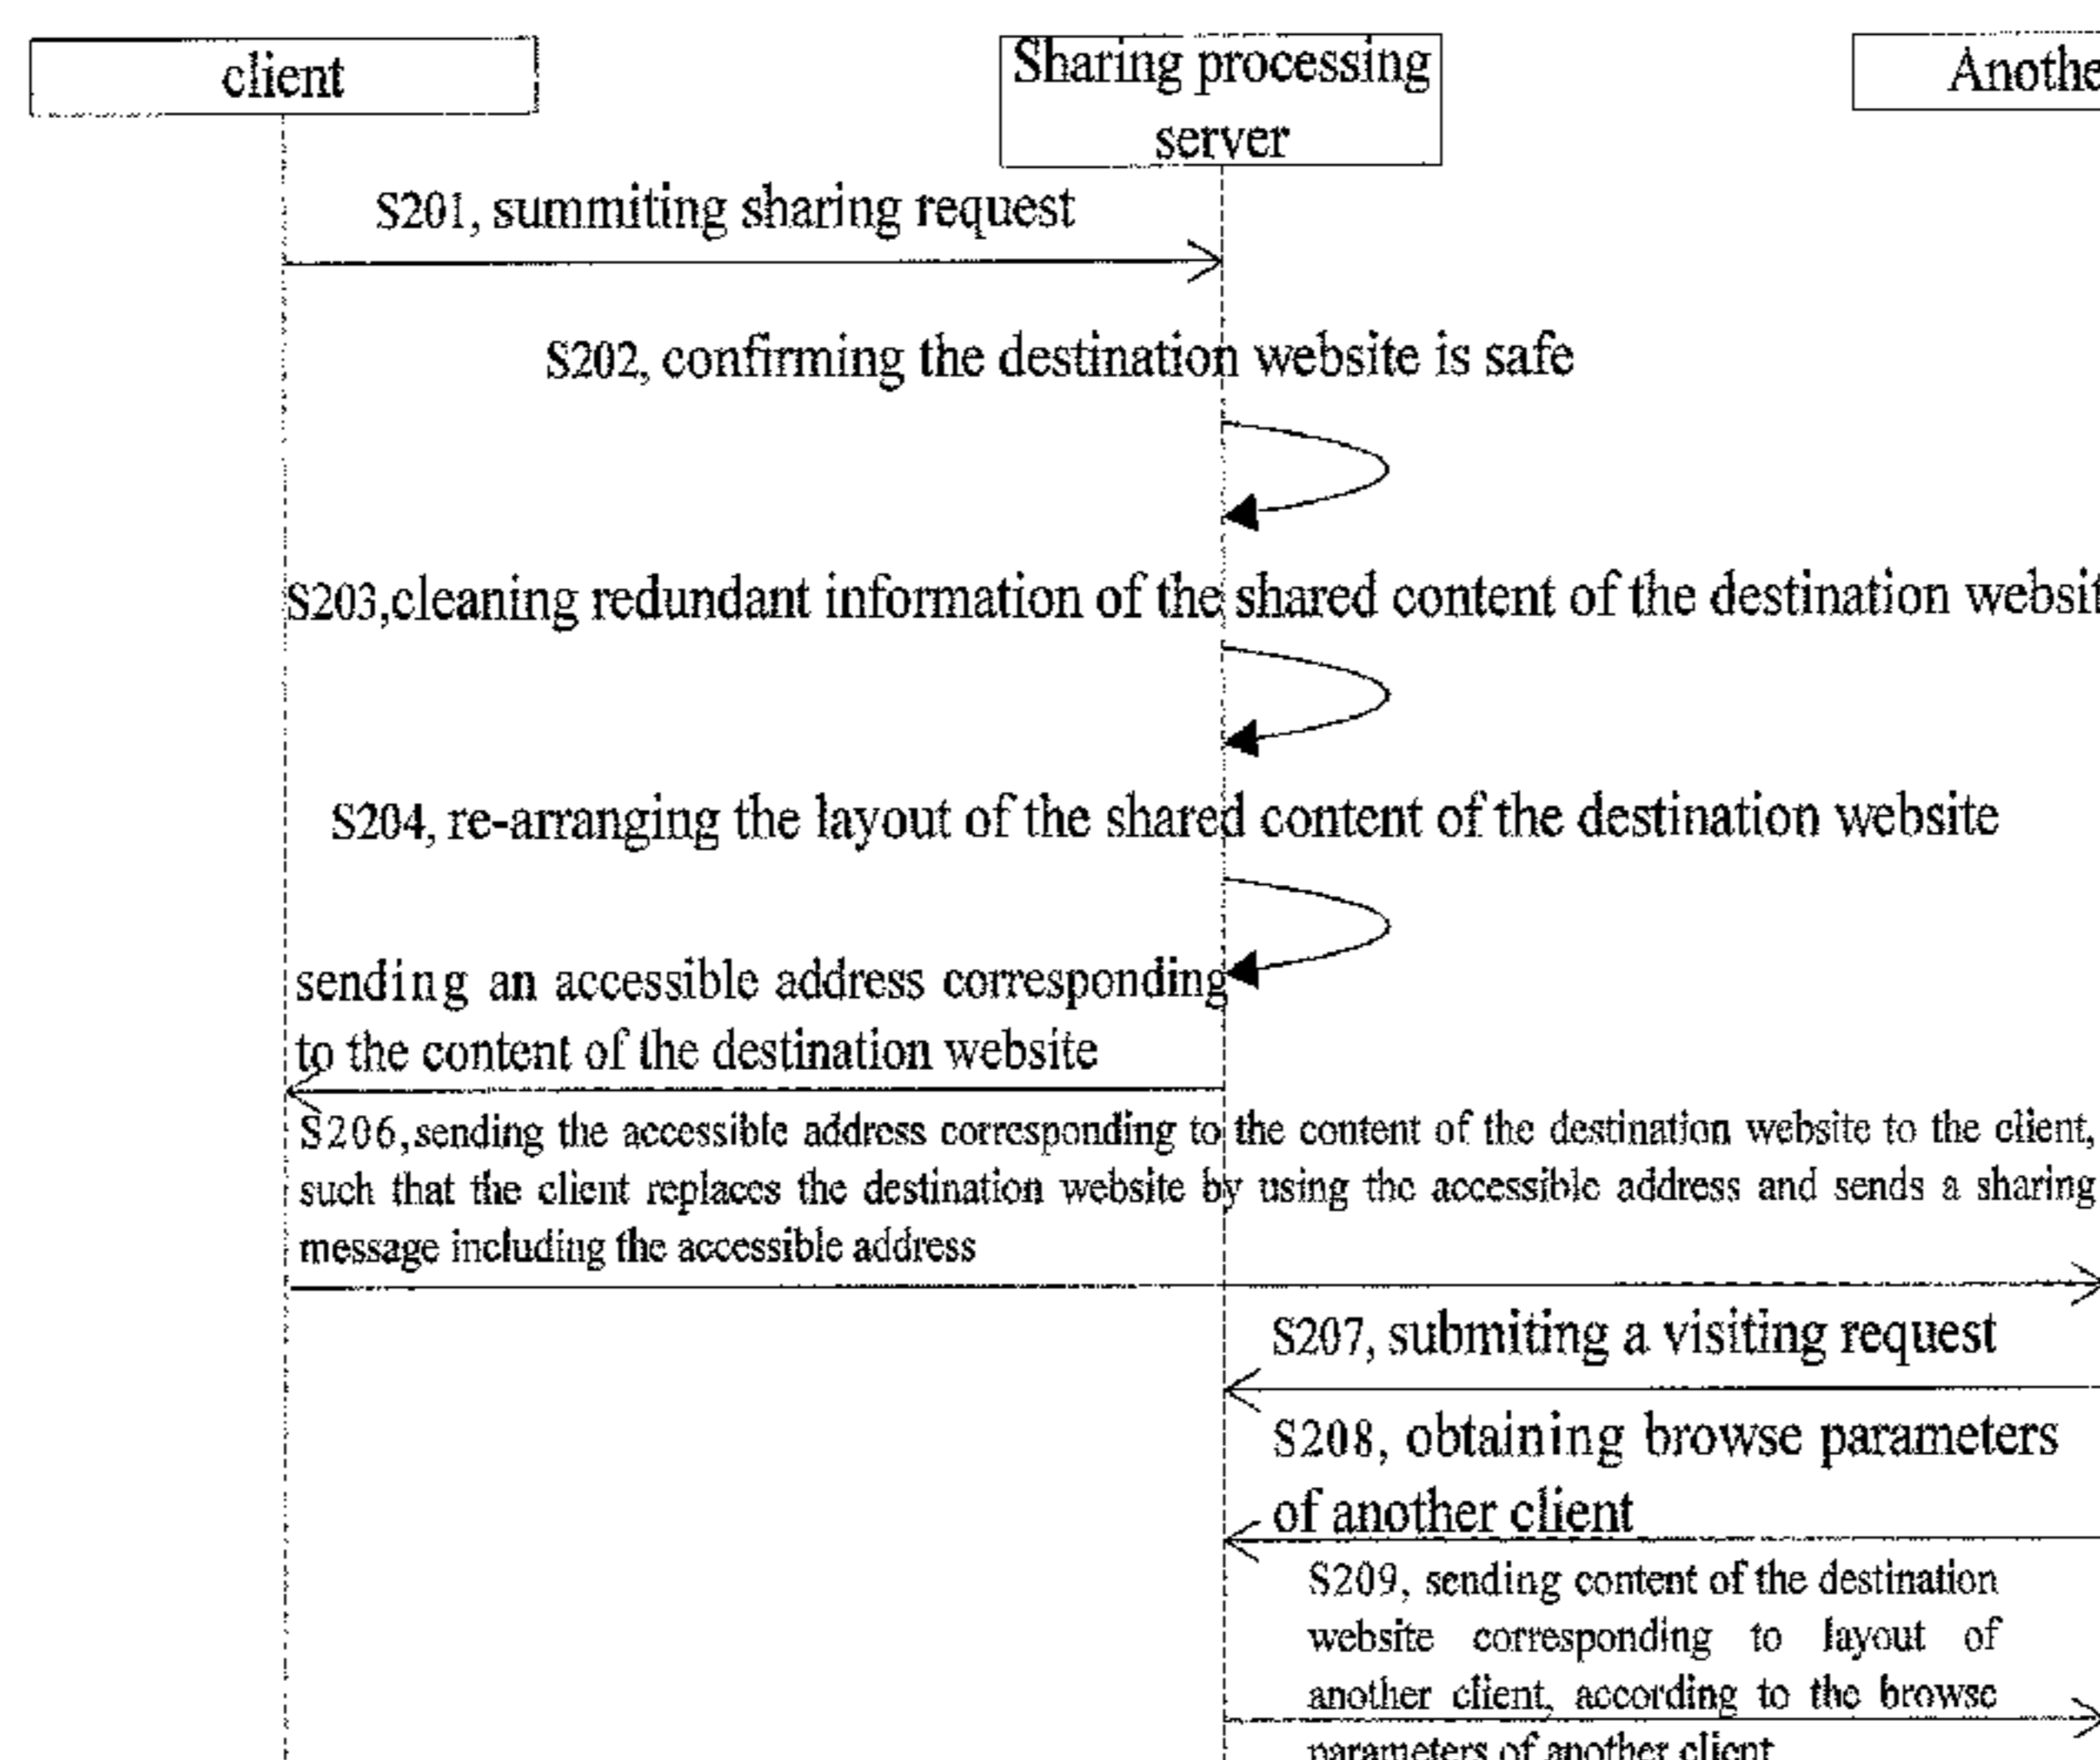 client
Sharing processing
server
Anothe
S201, summiting sharing request
S202, confirming the destination website is safe
S203,cleaning redundant information of the shared content of the destination websit
S204, re-arranging the layout of the shared content of the destination website
sending an accessible address corresponding
to the content of the destination website
S206,sending the accessible address corresponding to the content of the destination website to the client,
such that the client replaces the destination website by using the accessible address and sends a sharing
message including the accessible address
S207, submiting a visiting request
S208, obtaining browse parameters
of another client
S209, sending content of the destination
website corresponding to layout of
another client, according to the browse
parameters of another client